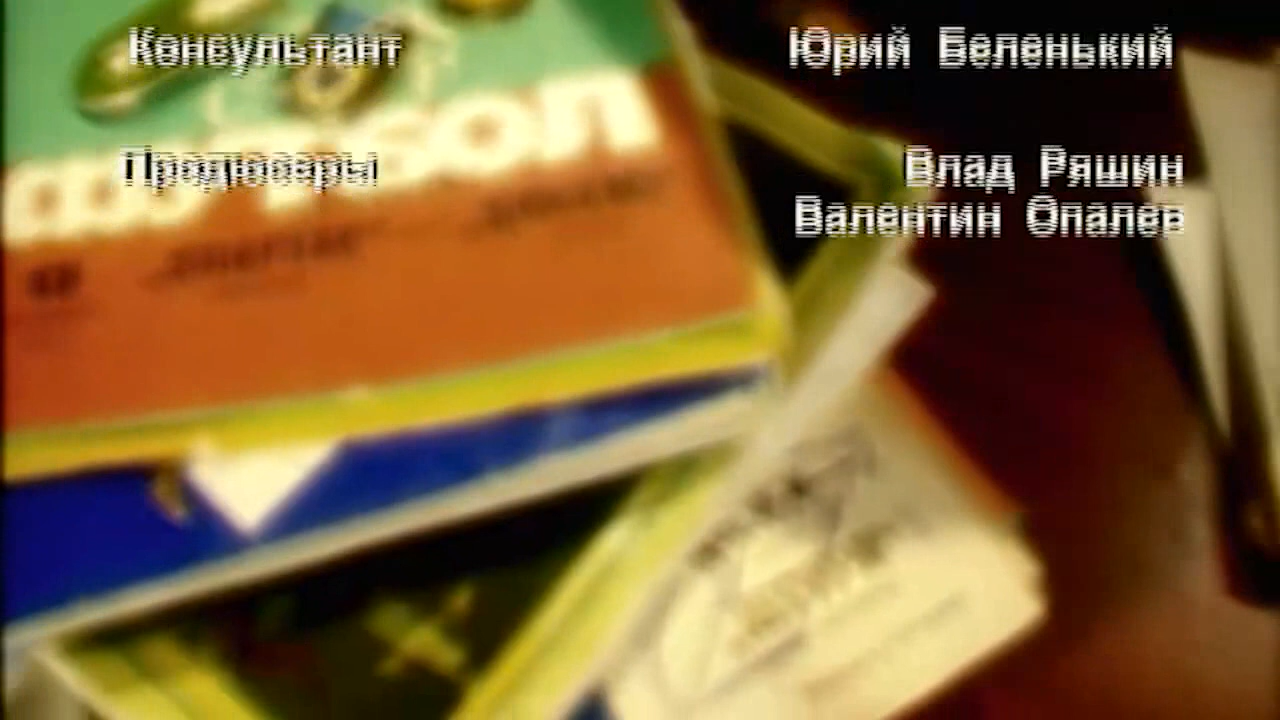 Консультант Юрий Беленький
Продюсеры Влад Ряшин
Валентин Опалев